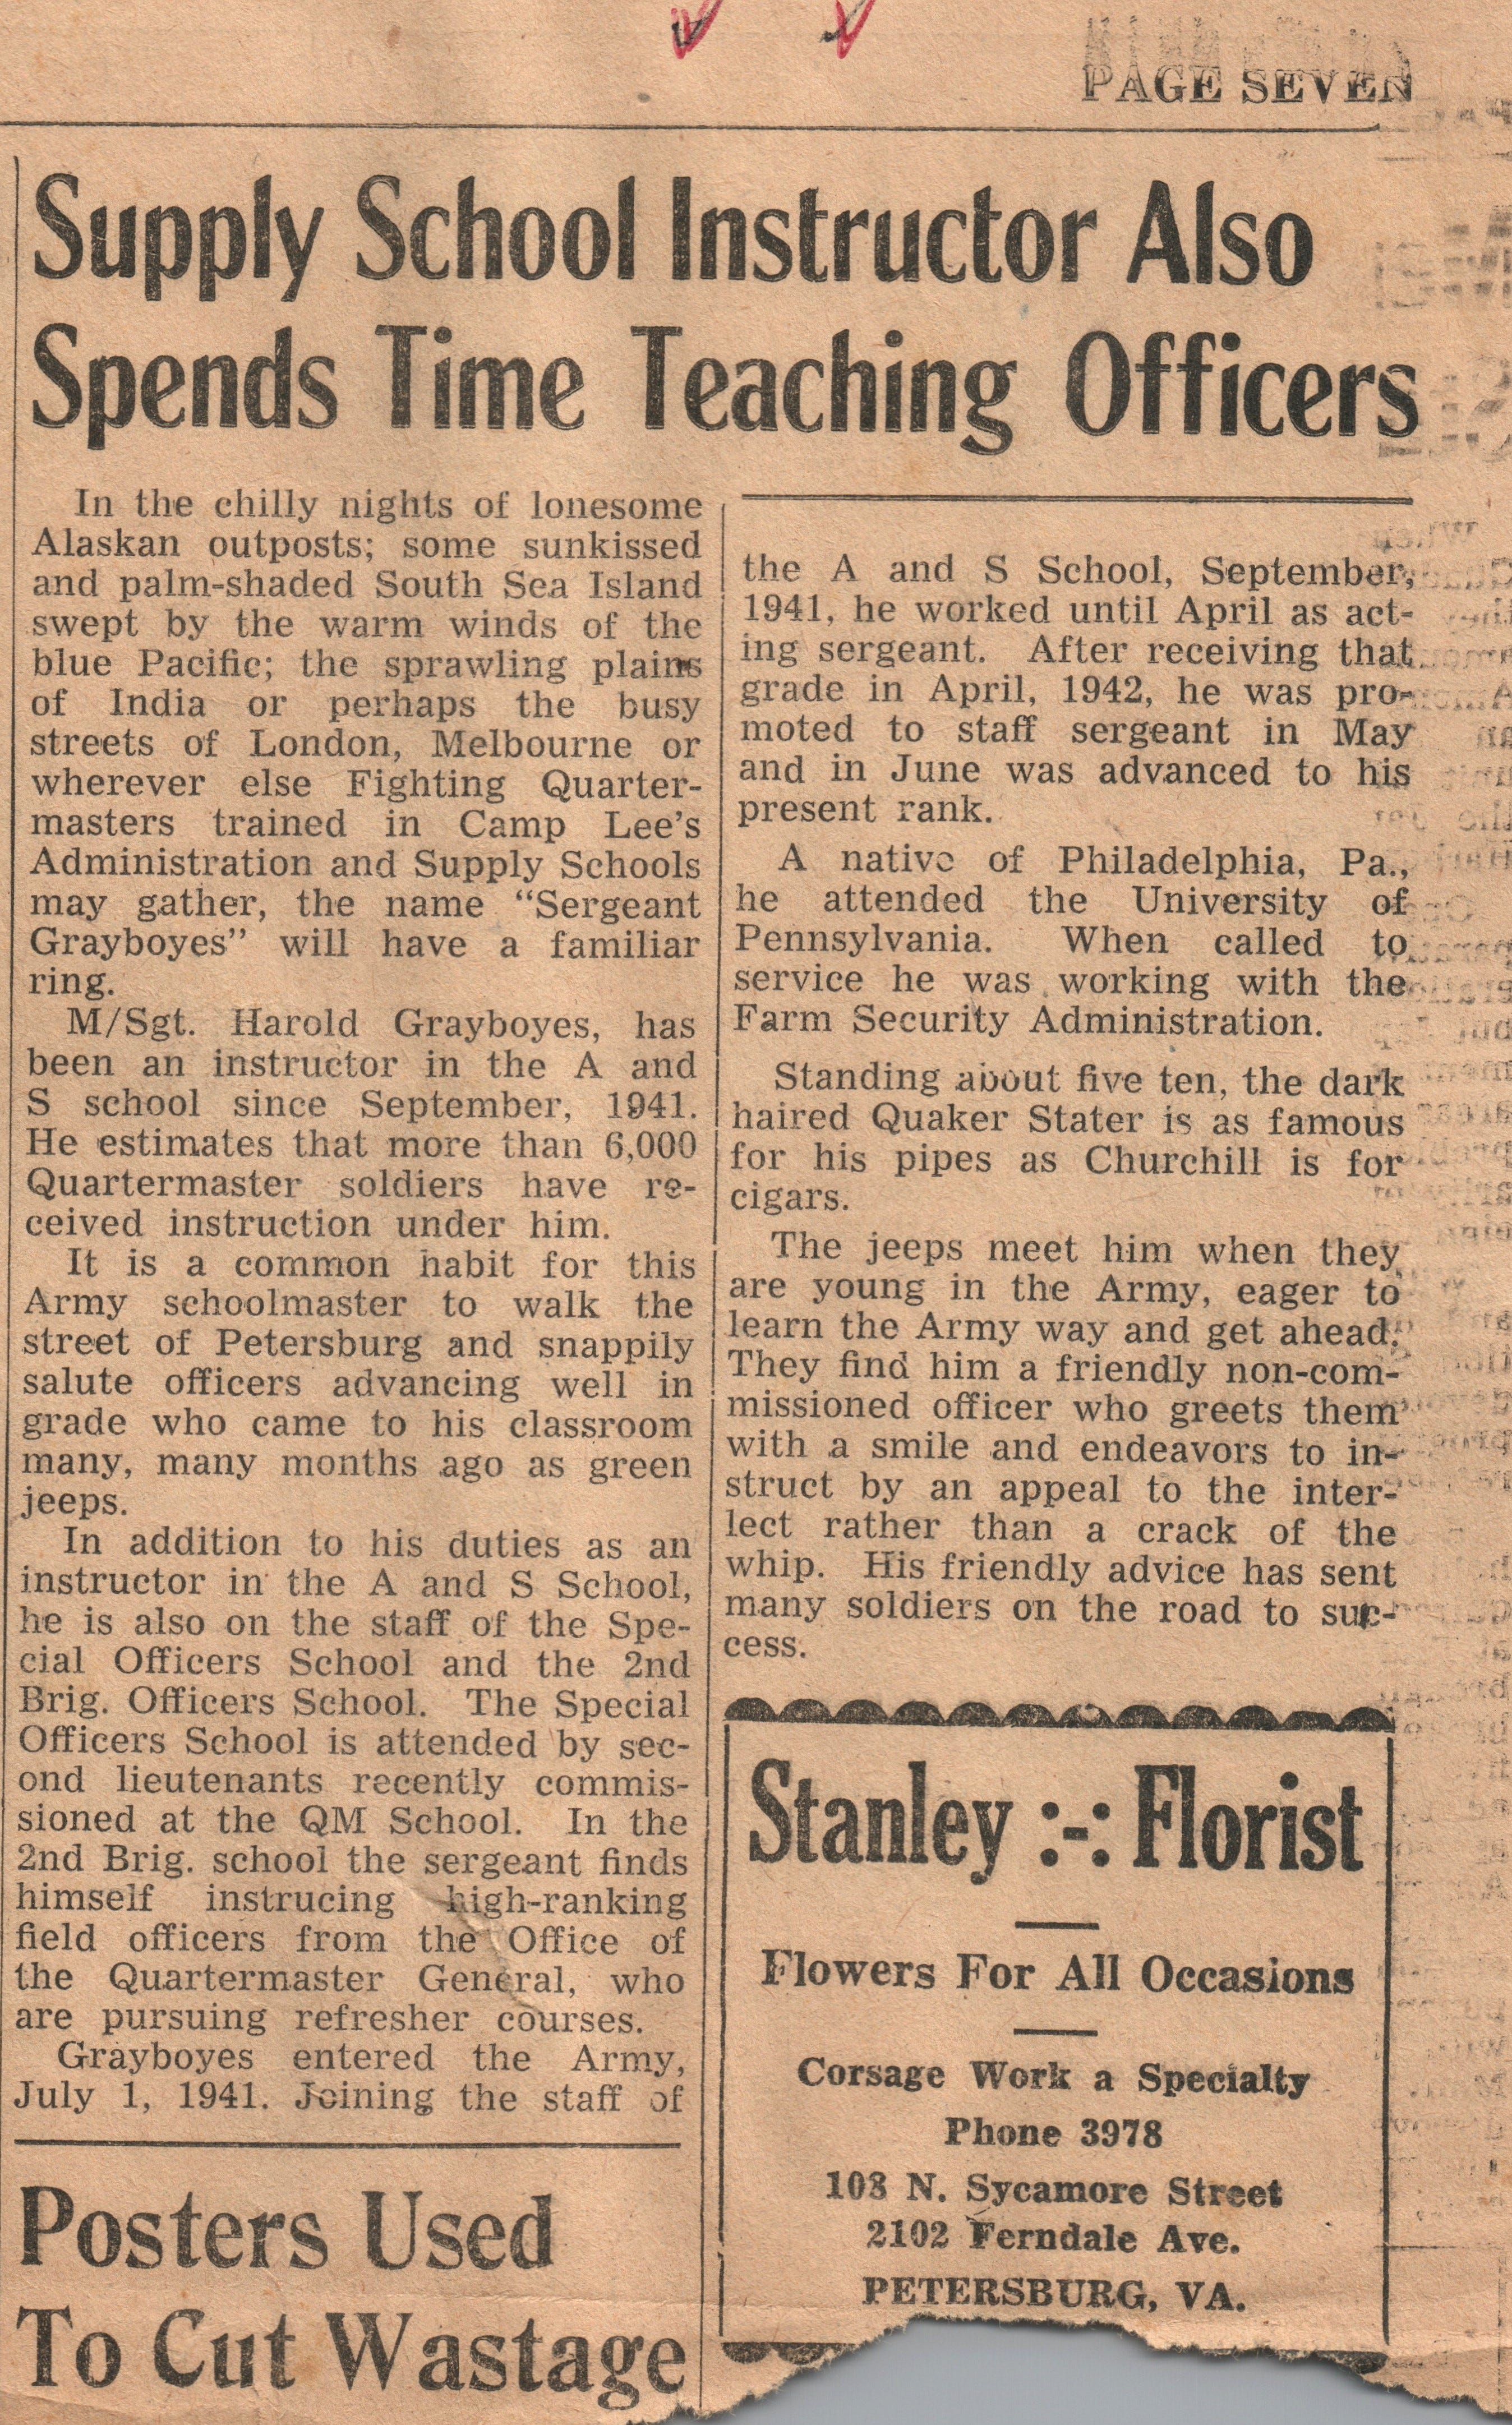 PAGE SEVEN
Supply School Instructor Also
Spends Time Teaching Officers
In the chilly nights of lonesome
Alaskan outposts; some sunkissed
and palm-shaded South Sea Island
swept by the warm winds of the
blue Pacific; the sprawling plains
of India or perhaps the busy
streets of London, Melbourne or
wherever else Fighting Quarter-
masters trained in Camp Lee's
Administration and Supply Schools
may gather, the name "Sergeant
Grayboyes" will have a familiar
ring.
M/Sgt. Harold Grayboyes, has
been an instructor in the A and
S school since September, 1941.
He estimates that more than 6,000
Quartermaster soldiers have re-
ceived instruction under him.
It is a common habit for this
Army schoolmaster to walk the
street of Petersburg and snappily
salute officers advancing well in
grade who came to his classroom
many, many months ago as green
jeeps.
In addition to his duties as an
instructor in the A and S School,
he is also on the staff of the Spe-
cial Officers School and the 2nd
Brig. Officers School. The Special
Officers School is attended by sec-
ond lieutenants recently commis-
sioned at the QM School. In the
2nd Brig. school the sergeant finds
himself instrucing high-ranking
field officers from the Office of
the Quartermaster General, who
are pursuing refresher courses.
Grayboyes entered the Army,
July 1, 1941. Joining the staff of
the A and S School, September,
1941, he worked until April as act-
ing sergeant. After receiving that
grade in April, 1942, he was pro-
moted to staff sergeant in May
and in June was advanced to his
present rank.
A native of Philadelphia, Pa.,
he attended the University of
Pennsylvania. When called to
service he was working with the
Farm Security Administration.
Standing about five ten, the dark
haired Quaker Stater is as famous
for his pipes as Churchill is for
cigars.
The jeeps meet him when they
are young in the Army, eager to
learn the Army way and get ahead.
They find him a friendly non-com-
missioned officer who greets them
with a smile and endeavors to in-
struct by an appeal to the inter-
lect rather than a crack of the
whip. His friendly advice has sent
many soldiers on the road to suc-
cess.
Posters Used
To Cut Wastage
Stanley :-: Florist
Flowers For All Occasions
Corsage Work a Specialty
Phone 3978
108 N. Sycamore Street
2102 Ferndale Ave.
PETERSBURG, VA.